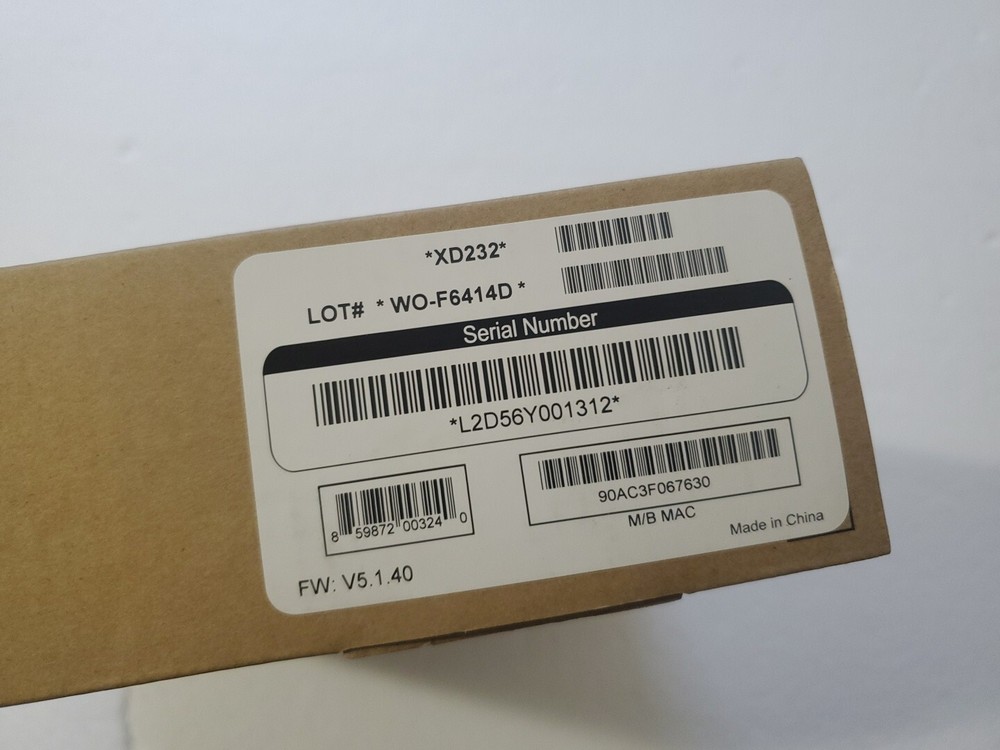 *XD232*
LOT# * WO-F6414D *
Serial Number
*L2D56Y001312*
8 59872 00324 0
90AC3F067630
M/B MAC
Made in China
FW: V5.1.40